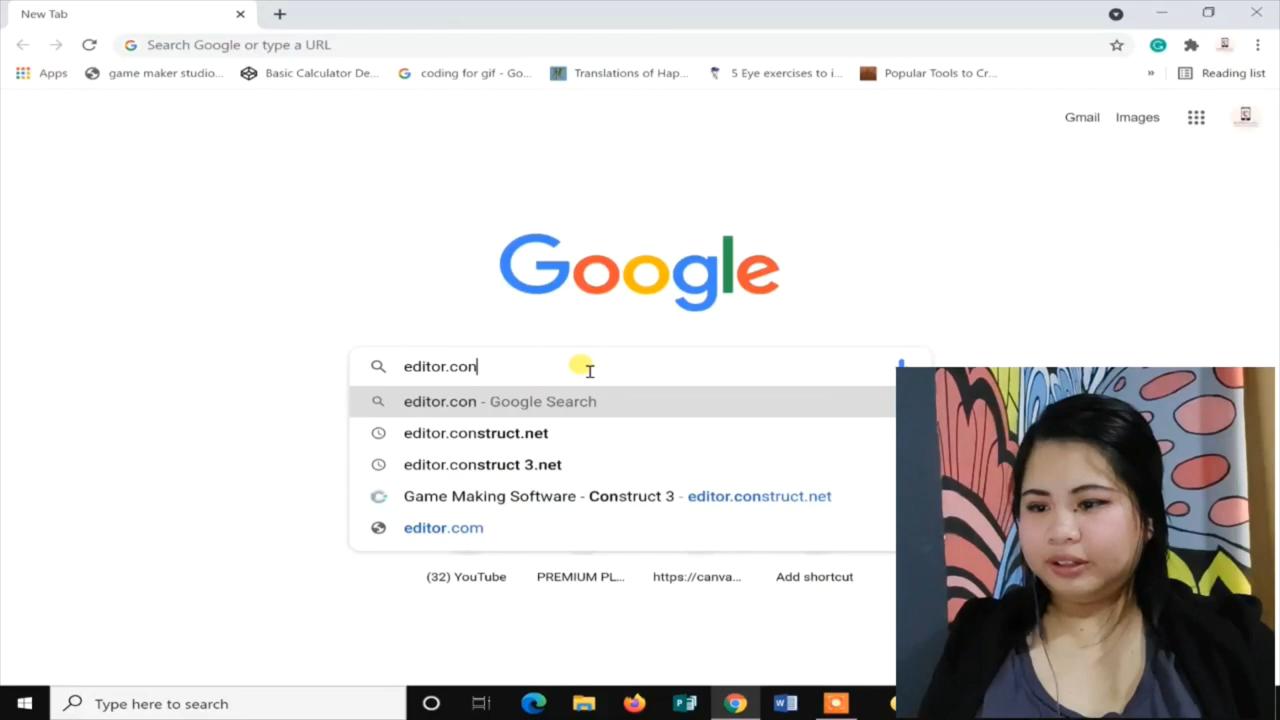 New Tab
Search Google or type a URL
Apps game maker studio... Basic Calculator De... coding for gif - Go... Translations of Hap... 5 Eye exercises to i... Popular Tools to Cr... » Reading list
Gmail Images
Google
editor.con
editor.con - Google Search
editor.construct.net
editor.construct 3.net
Game Making Software - Construct 3 - editor.construct.net
editor.com
(32) YouTube PREMIUM PL... https://canva... Add shortcut
Type here to search